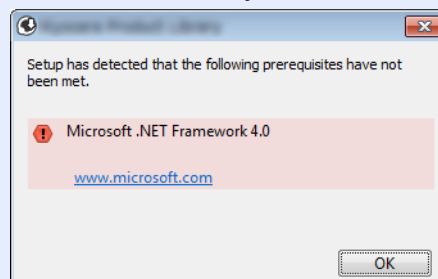 Setup has detected that the following prerequisites have not
been met.
Microsoft .NET Framework 4.0
www.microsoft.com
OK